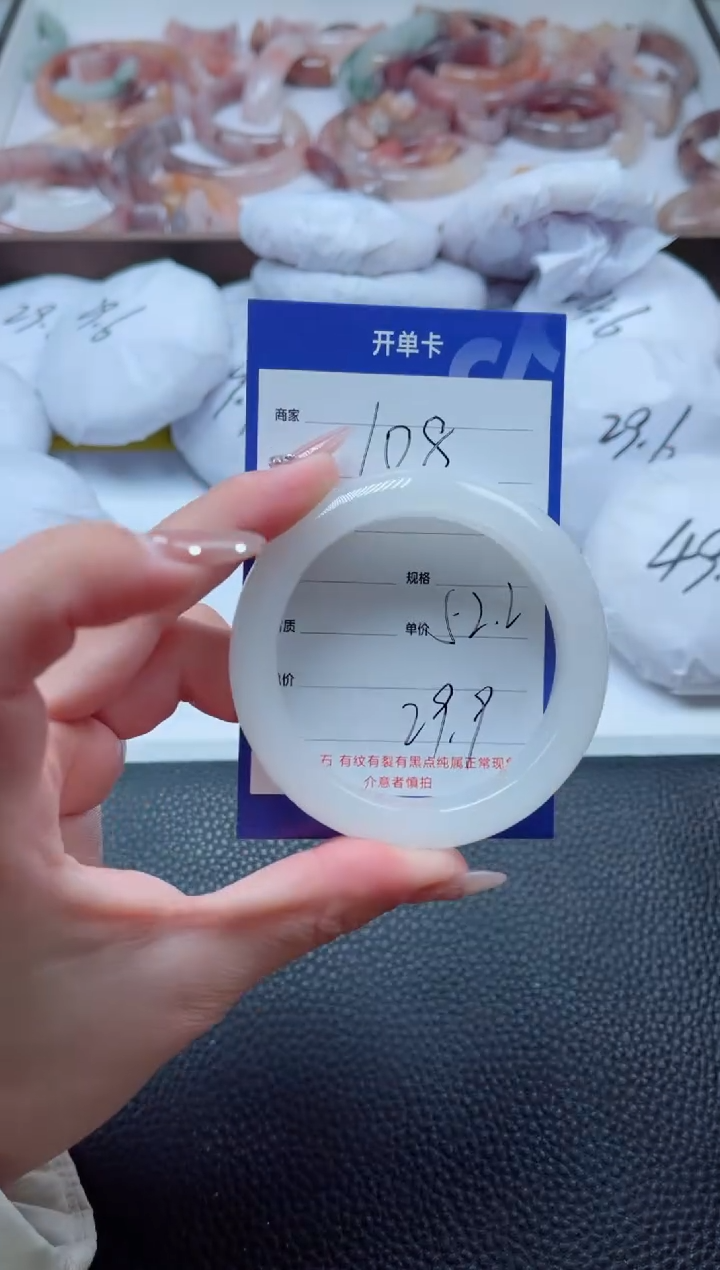 开单卡
商家
108
规格
质
单价
52.2
价
29.9
石 有纹有裂有黑点纯属正常现
介意者慎拍
29.
29.6